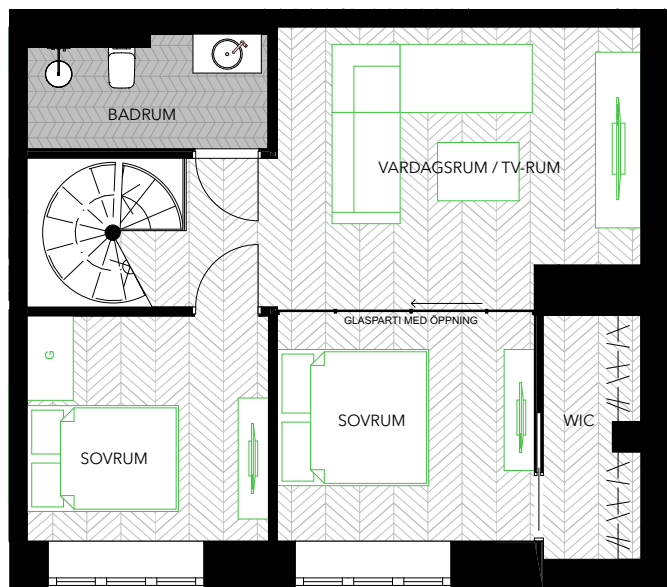 BADRUM
VARDAGSRUM / TV-RUM
GLASPARTI MED ÖPPNING
G
SOVRUM
SOVRUM
WIC